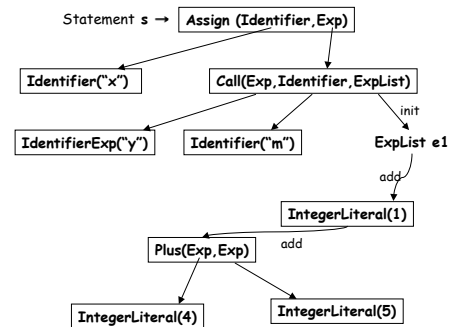 Statement s → Assign (Identifier,Exp)
Identifier("x") Call(Exp,Identifier,ExpList)
init
IdentifierExp("y") Identifier("m") ExpList e1
add
IntegerLiteral(1)
add
Plus(Exp,Exp)
IntegerLiteral(4) IntegerLiteral(5)